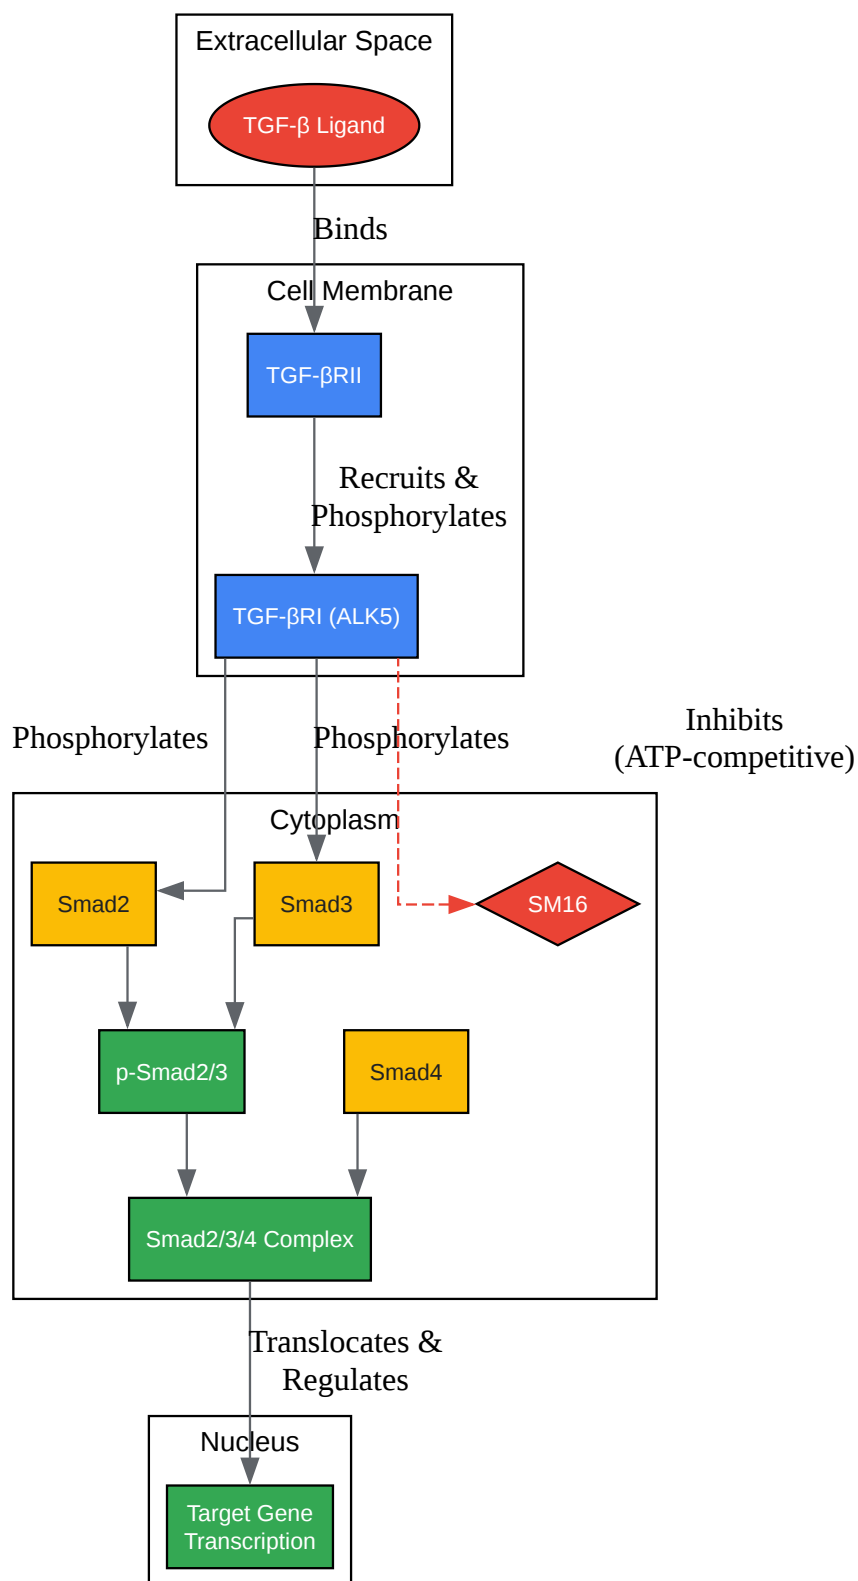 Extracellular Space
TGF-β Ligand
Binds
Cell Membrane
TGF-βRII
Recruits &
Phosphorylates
TGF-βRI (ALK5)
Phosphorylates
Phosphorylates
Inhibits
(ATP-competitive)
Cytoplasm
Smad2
Smad3
SM16
p-Smad2/3
Smad4
Smad2/3/4 Complex
Translocates &
Regulates
Nucleus
Target Gene
Transcription